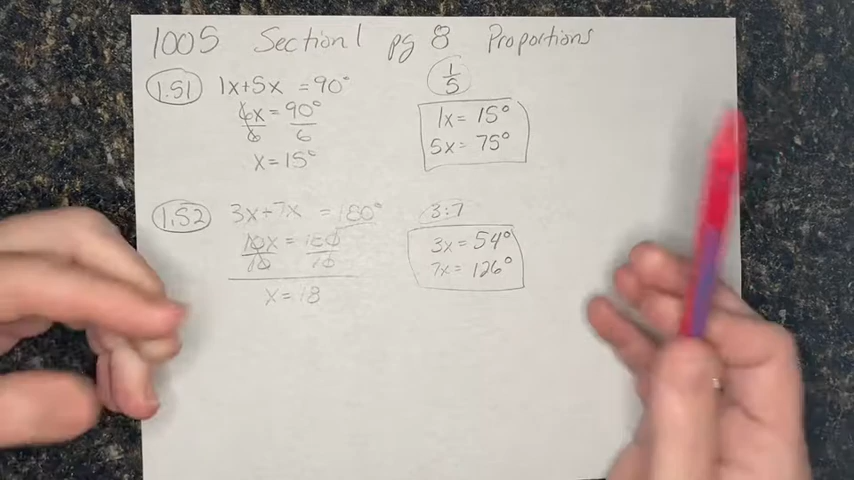 1005 Section 1 pg 8 Proportions
1.51 1x+5x = 90° 1/5
6x = 90° 1x = 15°
6 6 5x = 75°
x = 15°
1.52 3x+7x = 180° 3:7
10x = 180 3x = 54°
10 10 7x = 126°
x = 18